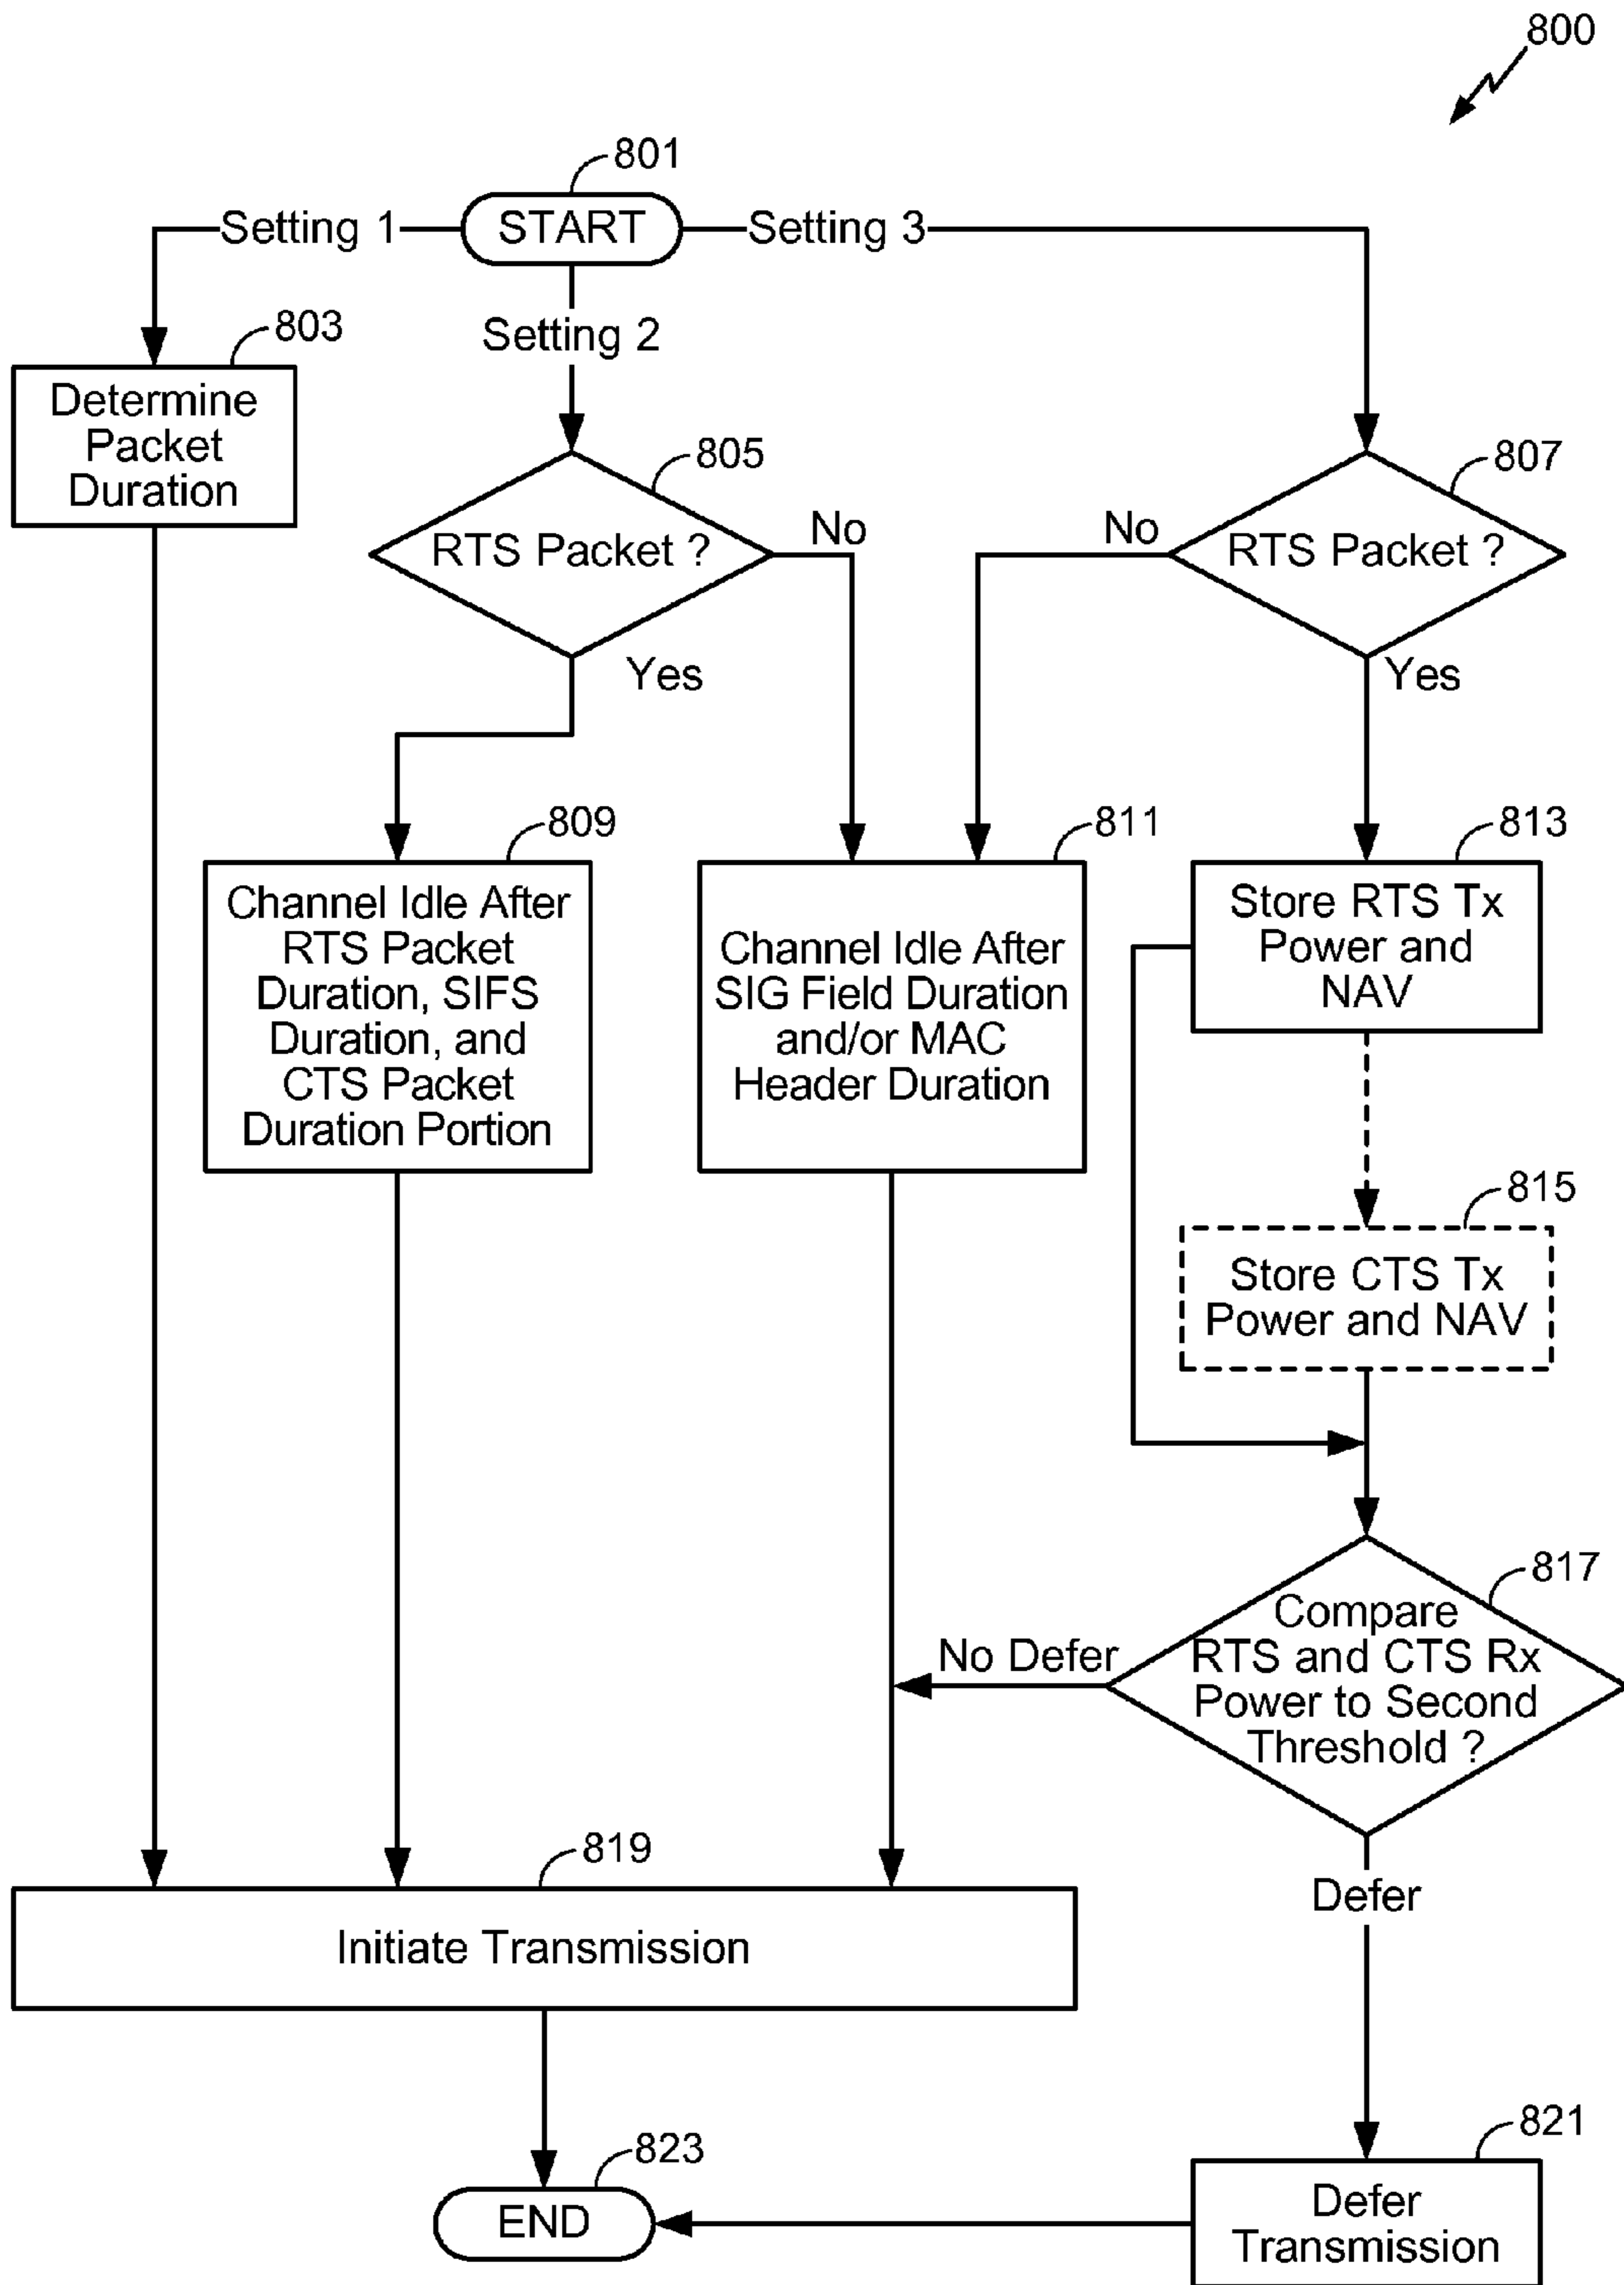 800
801
Setting 1
START
Setting 3
803
Setting 2
Determine
Packet
Duration
805
807
RTS Packet ?
No
No
RTS Packet ?
Yes
Yes
809
811
813
Channel Idle After
RTS Packet
Duration, SIFS
Duration, and
CTS Packet
Duration Portion
Channel Idle After
SIG Field Duration
and/or MAC
Header Duration
Store RTS Tx
Power and
NAV
815
Store CTS Tx
Power and NAV
817
Compare
RTS and CTS Rx
Power to Second
Threshold ?
No Defer
819
Defer
Initiate Transmission
821
823
END
Defer
Transmission